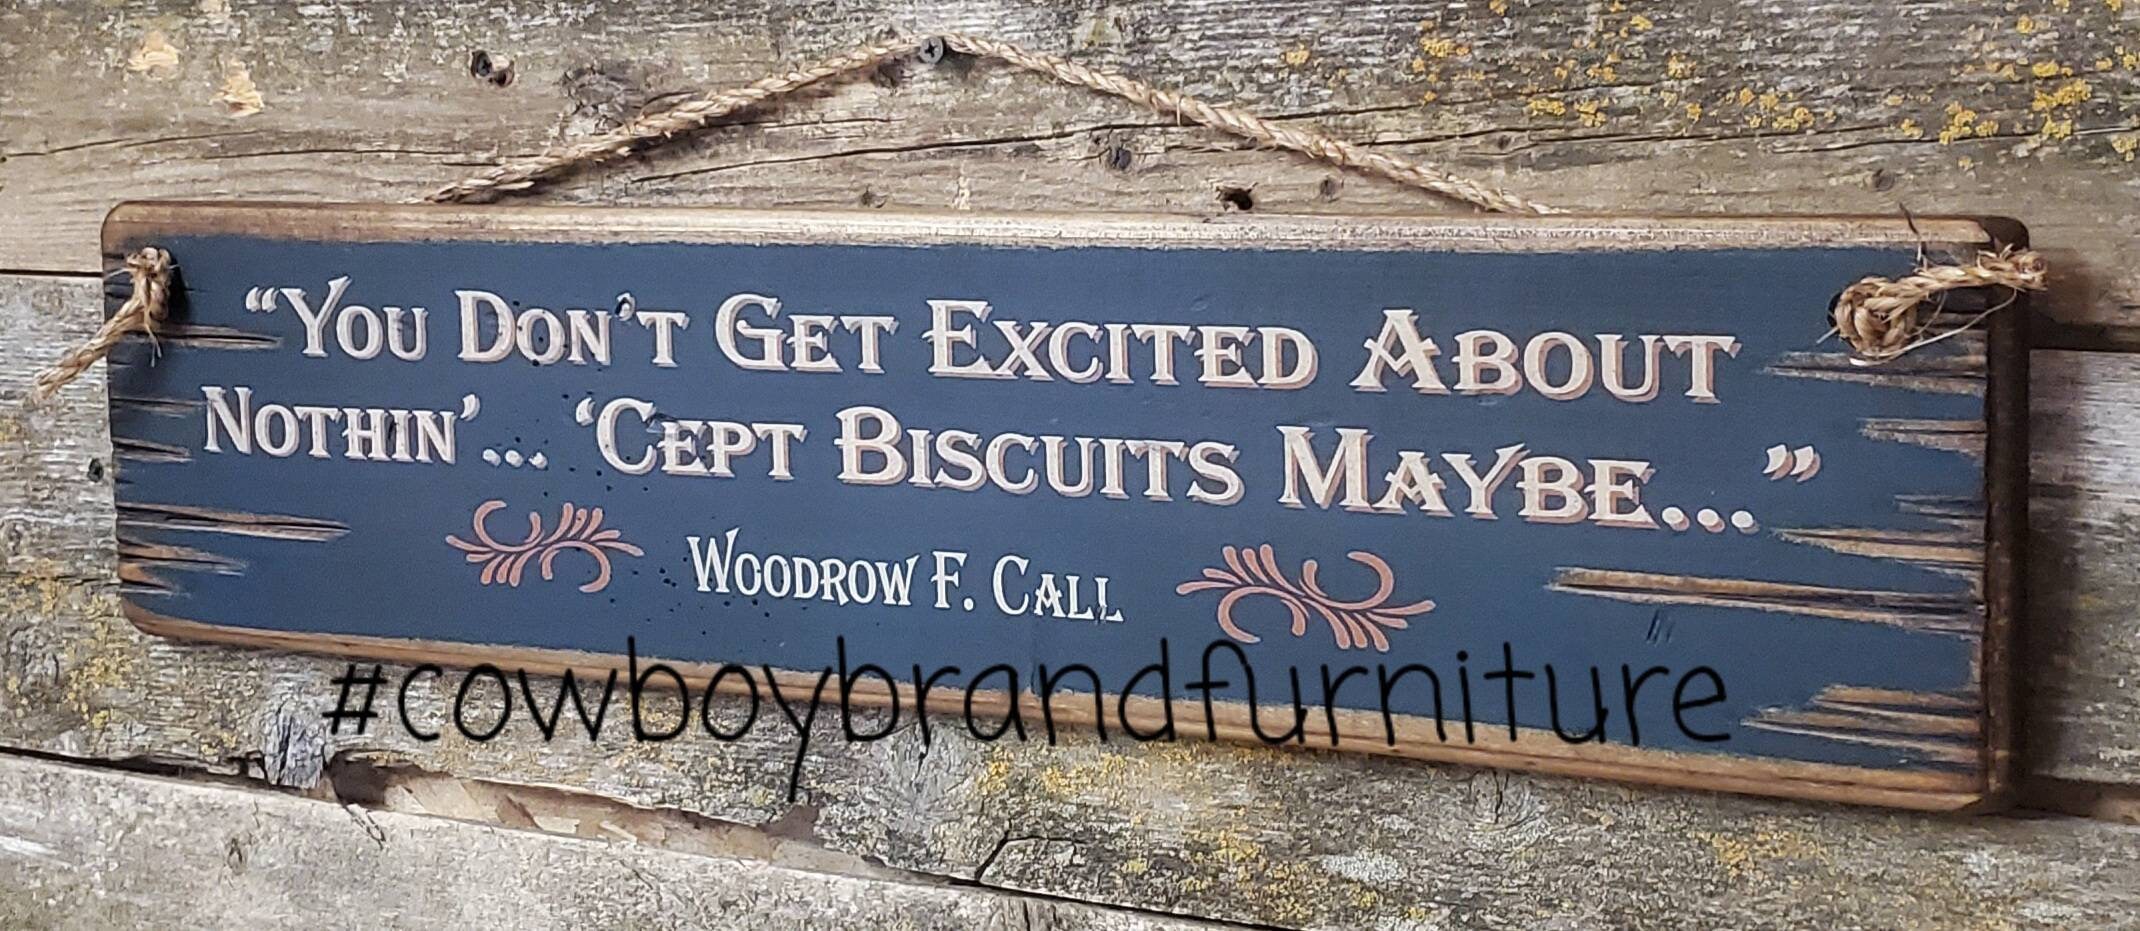 “You Don't Get Excited About
Nothin’... ‘Cept Biscuits Maybe...”
Woodrow F. Call
#cowboybrandfurniture